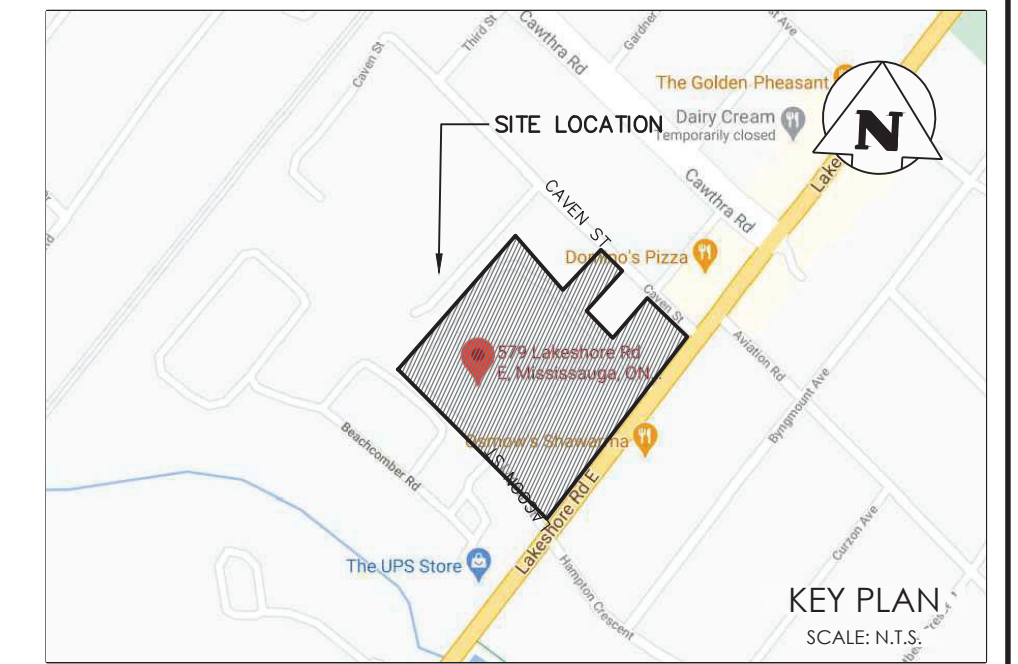 Third St
Cawthra Rd
Gardner
st Ave
Caven St
The Golden Pheasant
Dairy Cream
Temporarily closed
N
SITE LOCATION
Lake
Cawthra Rd
CAVEN ST
Domino's Pizza
Caven St
Aviation Rd
579 Lakeshore Rd
E, Mississauga, ON...
Byngmount Ave
Osmow's Shawarma
Beachcomber Rd
Lakeshore Rd E
Curzon Ave
The UPS Store
Hampton Crescent
KEY PLAN
SCALE: N.T.S.